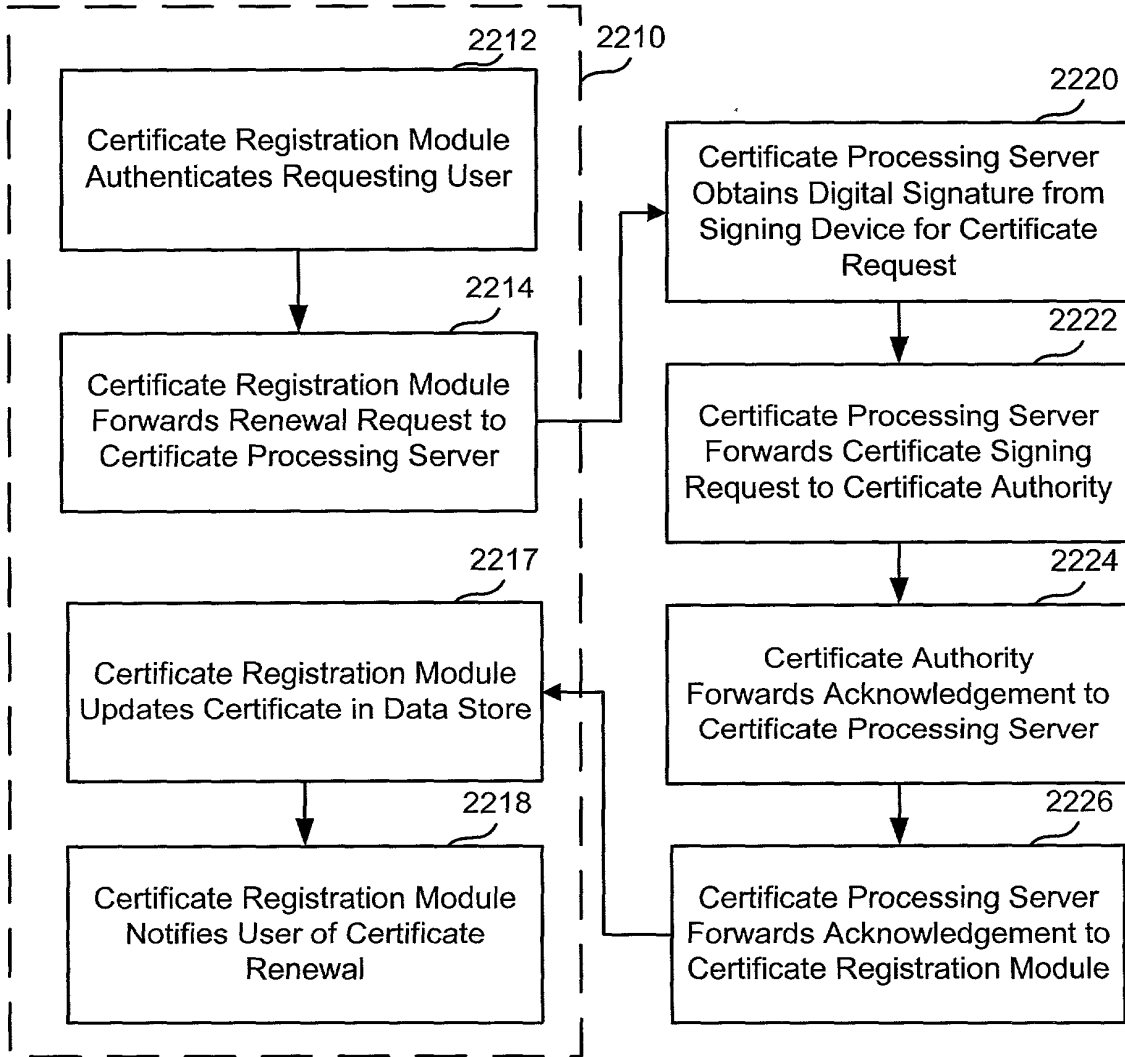 2212
Certificate Registration Module
Authenticates Requesting User
2210
2214
Certificate Registration Module
Forwards Renewal Request to
Certificate Processing Server
2220
Certificate Processing Server
Obtains Digital Signature from
Signing Device for Certificate
Request
2222
Certificate Processing Server
Forwards Certificate Signing
Request to Certificate Authority
2224
Certificate Authority
Forwards Acknowledgement to
Certificate Processing Server
2226
Certificate Processing Server
Forwards Acknowledgement to
Certificate Registration Module
2217
Certificate Registration Module
Updates Certificate in Data Store
2218
Certificate Registration Module
Notifies User of Certificate
Renewal